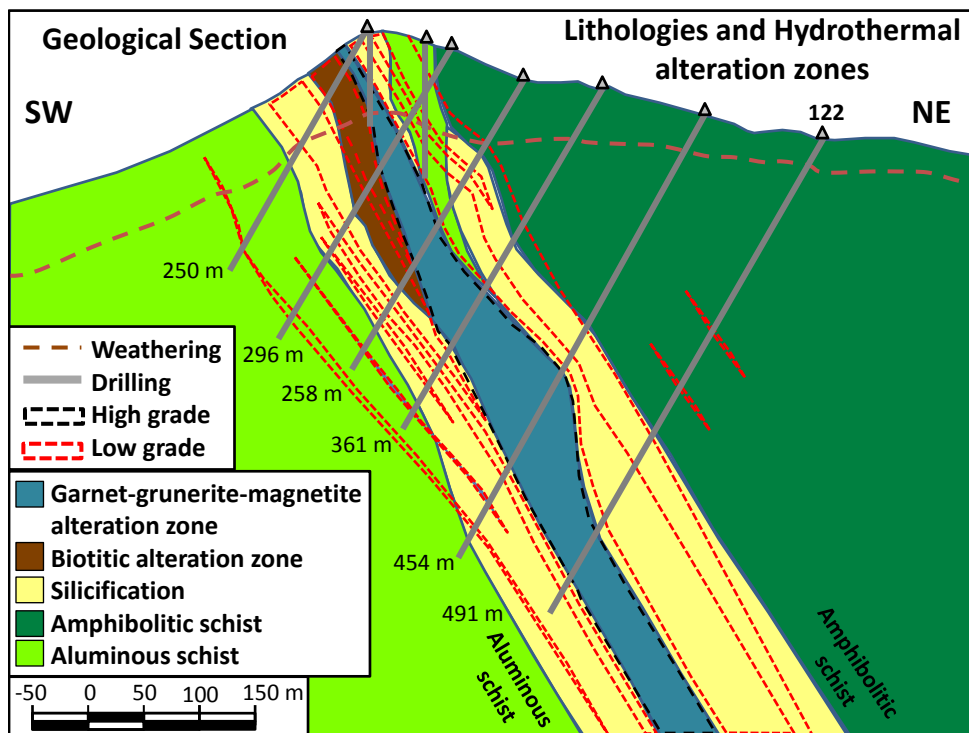 Geological Section
Lithologies and Hydrothermal
alteration zones
SW
122
NE
250 m
296 m
258 m
361 m
454 m
491 m
Weathering
Drilling
High grade
Low grade
Garnet-grunerite-magnetite
alteration zone
Biotitic alteration zone
Silicification
Amphibolitic schist
Aluminous schist
-50 0 50 100 150 m
Aluminous
schist
Amphibolitic
schist